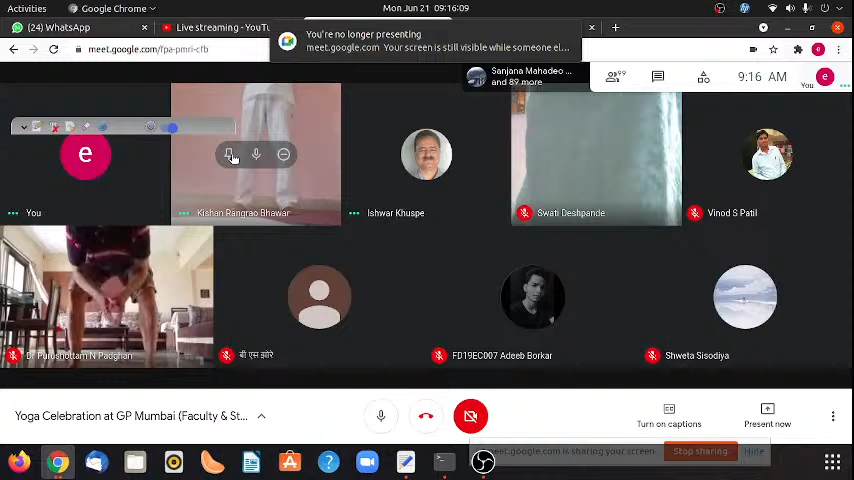 Activities
Google Chrome
Mon Jun 21 09:16:09
(24) WhatsApp
Live streaming - YouTu
You're no longer presenting
meet.google.com Your screen is still visible while someone el...
meet.google.com/fpa-pmri-cfb
e
Sanjana Mahadeo ...
and 89 more
99
9:16 AM
You
e
e
You
Kishan Rangrao Bhawar
Ishwar Khuspe
Swati Deshpande
Vinod S Patil
Dr Purushottam N Padghan
बी एस झोरे
FD19EC007 Adeeb Borkar
Shweta Sisodiya
Yoga Celebration at GP Mumbai (Faculty & St...
Turn on captions
Present now
meet.google.com is sharing your screen
Stop sharing
Hide